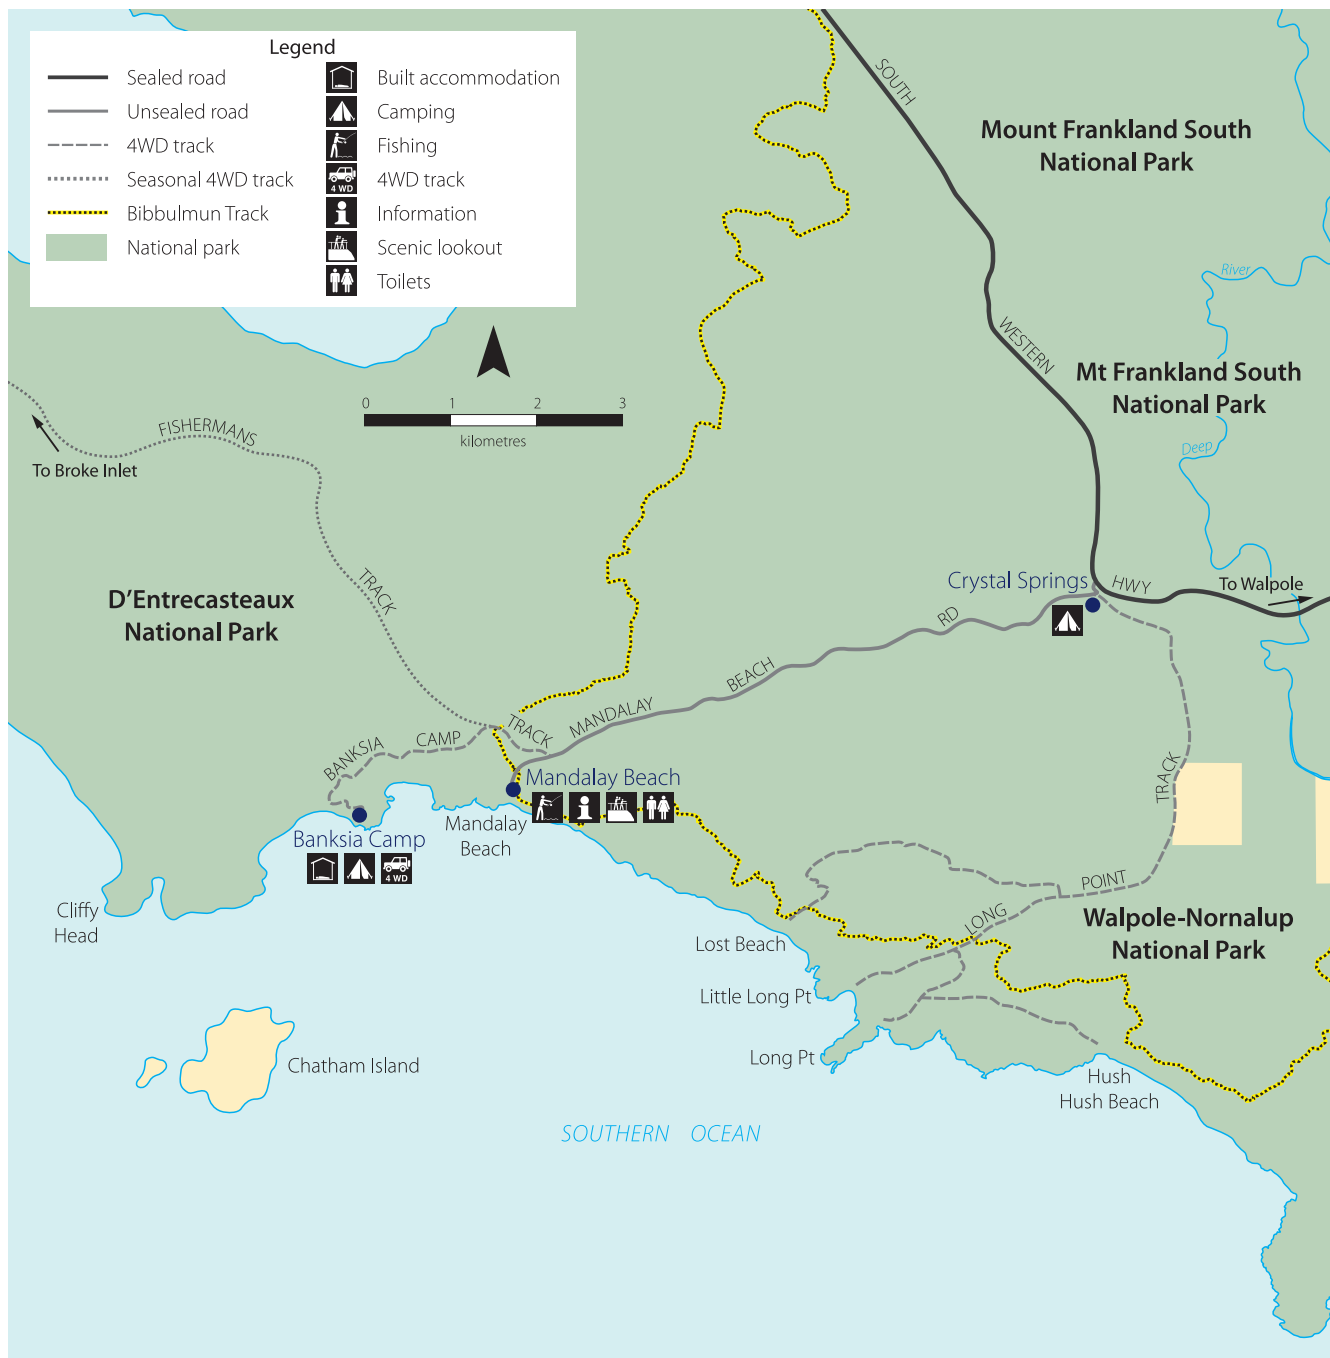 Legend
Sealed road
Unsealed road
4WD track
Seasonal 4WD track
Bibbulmun Track
National park
Built accommodation
Camping
Fishing
4 WD
4WD track
Information
Scenic lookout
Toilets
SOUTH
WESTERN
HWY
Mount Frankland South
National Park
River
Mt Frankland South
National Park
Deep
0 1 2 3
kilometres
FISHERMANS
TRACK
To Broke Inlet
D'Entrecasteaux
National Park
Crystal Springs
To Walpole
MANDALAY
BEACH
RD
TRACK
BANKSIA
CAMP
Mandalay Beach
Mandalay
Beach
Banksia Camp
4 WD
Cliffy
Head
TRACK
POINT
LONG
Walpole-Nornalup
National Park
Lost Beach
Little Long Pt
Long Pt
Chatham Island
Hush
Hush Beach
SOUTHERN OCEAN